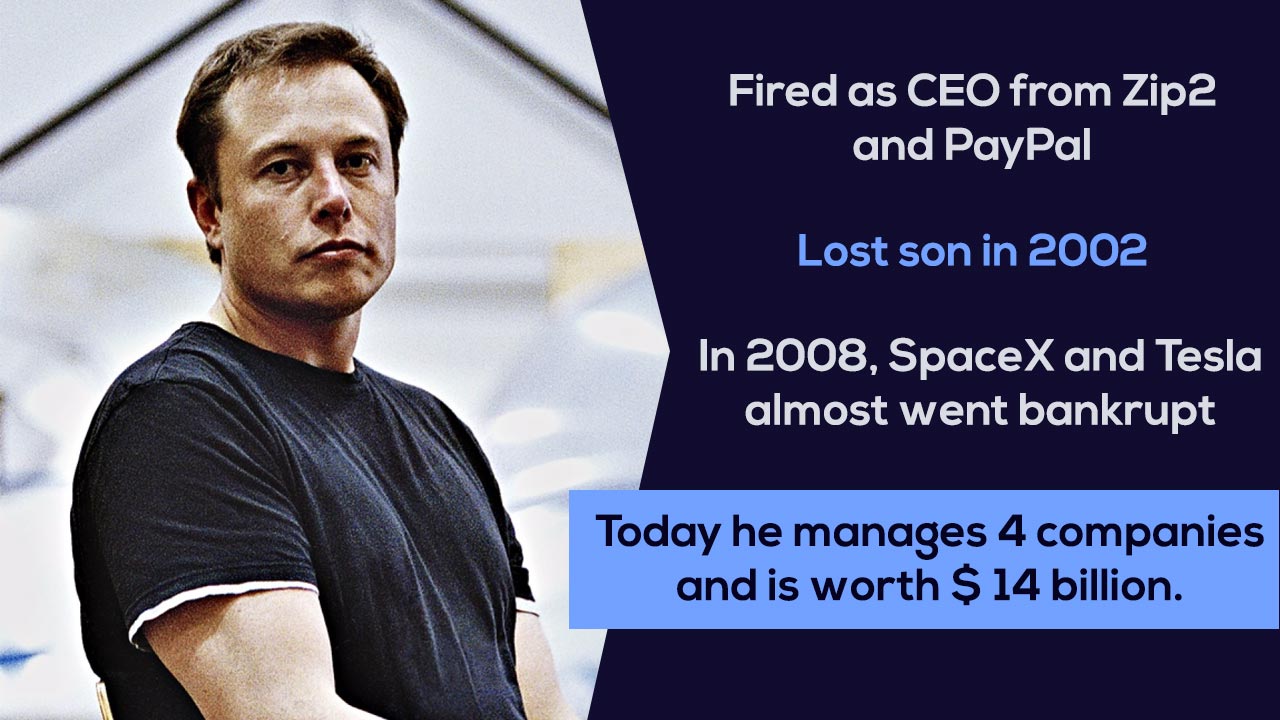 Fired as CEO from Zip2
and PayPal
Lost son in 2002
In 2008, SpaceX and Tesla
almost went bankrupt
Today he manages 4 companies
and is worth $ 14 billion.